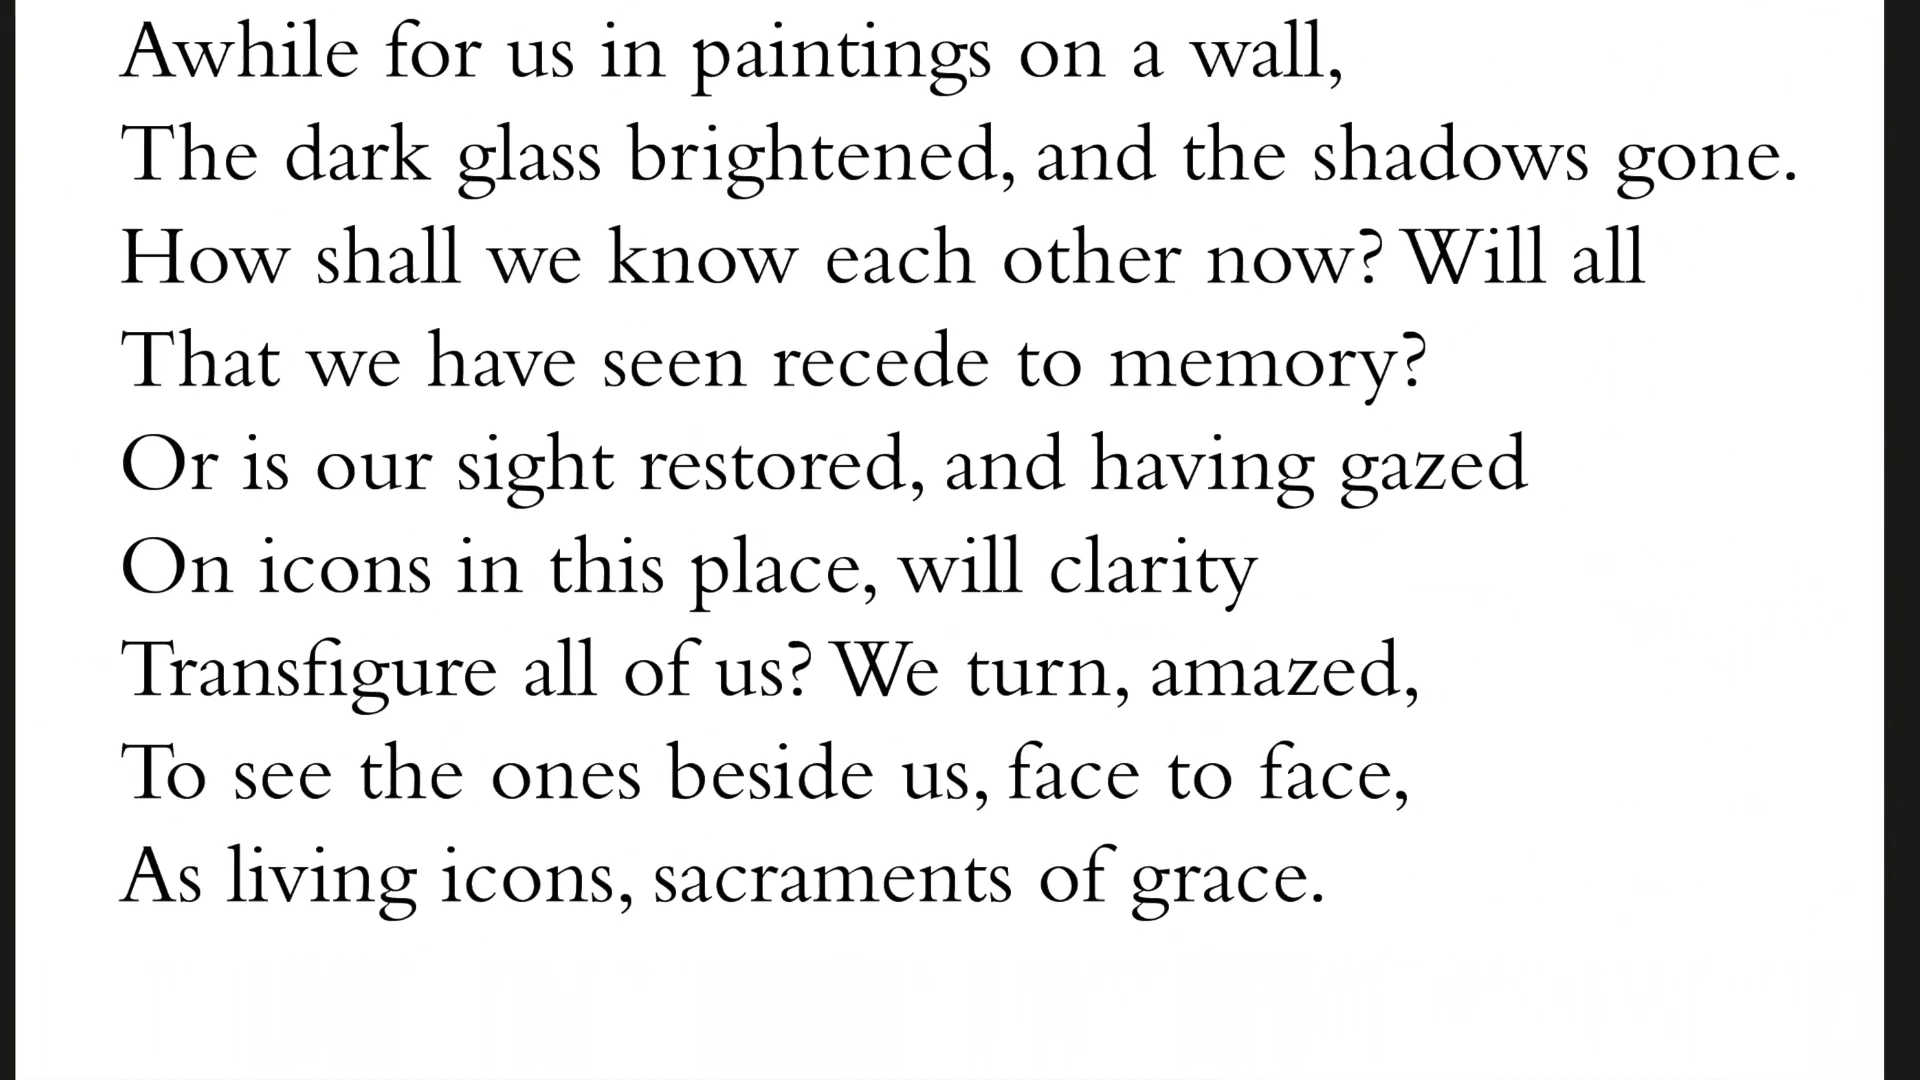 Awhile for us in paintings on a wall,
The dark glass brightened, and the shadows gone.
How shall we know each other now? Will all
That we have seen recede to memory?
Or is our sight restored, and having gazed
On icons in this place, will clarity
Transfigure all of us? We turn, amazed,
To see the ones beside us, face to face,
As living icons, sacraments of grace.